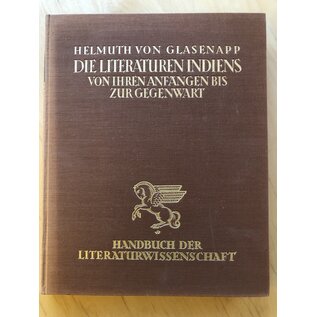 HELMUTH VON GLASENAPP
DIE LITERATUREN INDIENS
VON IHREN ANFÄNGEN BIS
ZUR GEGENWART
HANDBUCH DER
LITERATURWISSENSCHAFT